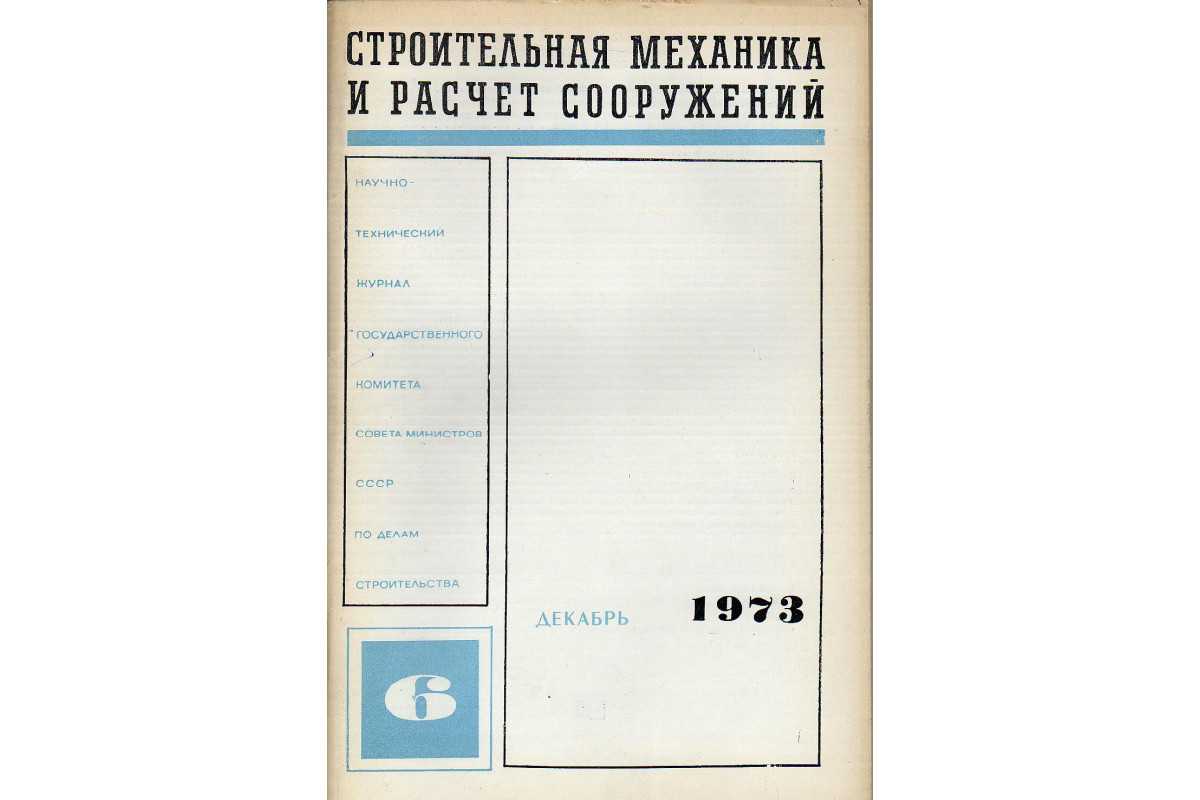 СТРОИТЕЛЬНАЯ МЕХАНИКА
И РАСЧЕТ СООРУЖЕНИЙ
НАУЧНО-
ТЕХНИЧЕСКИЙ
ЖУРНАЛ
ГОСУДАРСТВЕННОГО
КОМИТЕТА
СОВЕТА МИНИСТРОВ
СССР
ПО ДЕЛАМ
СТРОИТЕЛЬСТВА
ДЕКАБРЬ 1973
6